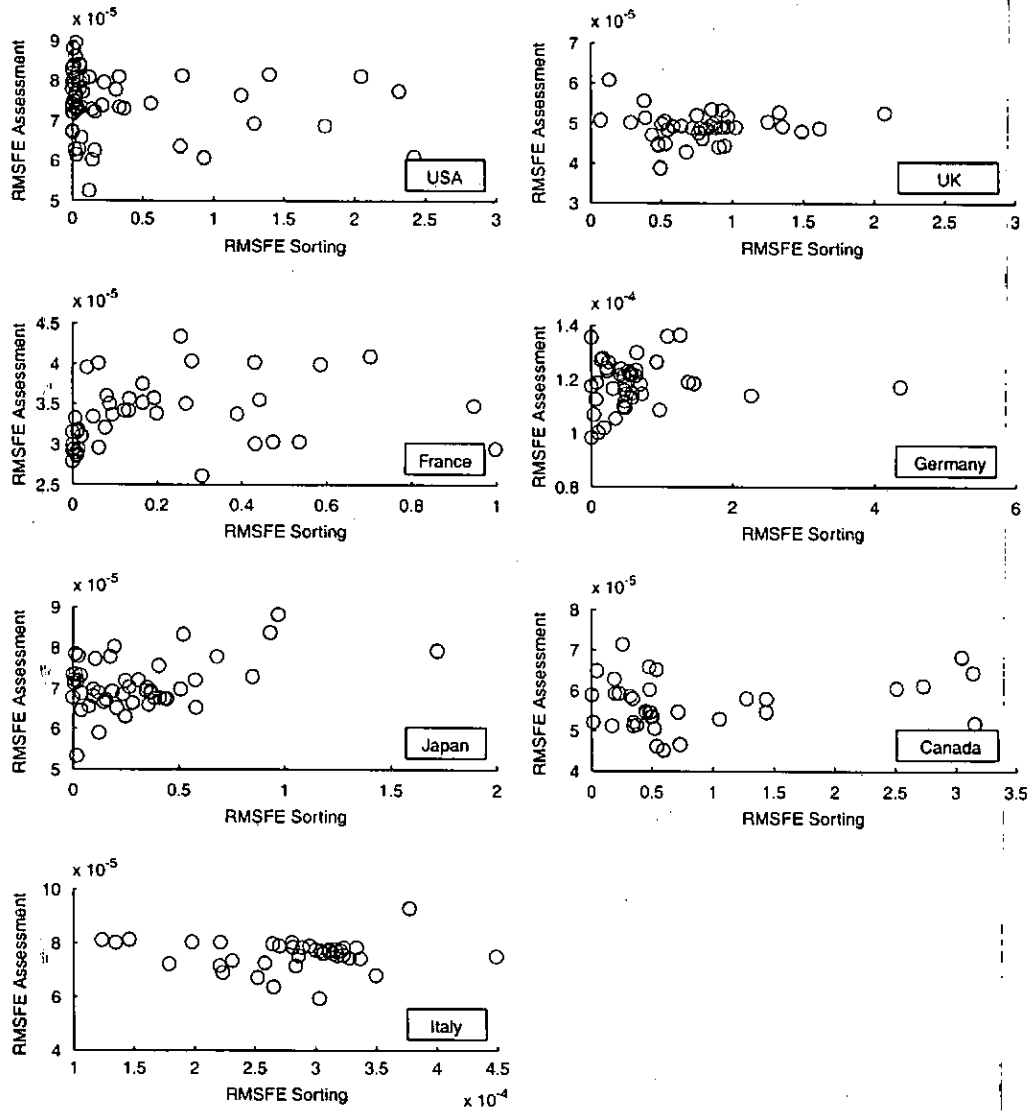 x 10-5
RMSFE Assessment
9
8
7
6
5
0 0.5 1 1.5 2 2.5 3
RMSFE Sorting
USA
x 10-5
RMSFE Assessment
7
6
5
4
3
0 0.5 1 1.5 2 2.5 3
RMSFE Sorting
UK
x 10-5
RMSFE Assessment
4.5
4
3.5
3
2.5
0 0.2 0.4 0.6 0.8 1
RMSFE Sorting
France
x 10-4
RMSFE Assessment
1.4
1.2
1
0.8
0 2 4 6
RMSFE Sorting
Germany
x 10-5
RMSFE Assessment
9
8
7
6
5
0 0.5 1 1.5 2
RMSFE Sorting
Japan
x 10-5
RMSFE Assessment
8
7
6
5
4
0 0.5 1 1.5 2 2.5 3 3.5
RMSFE Sorting
Canada
x 10-5
RMSFE Assessment
10
8
6
4
1 1.5 2 2.5 3 3.5 4 4.5
RMSFE Sorting
x 10-4
Italy